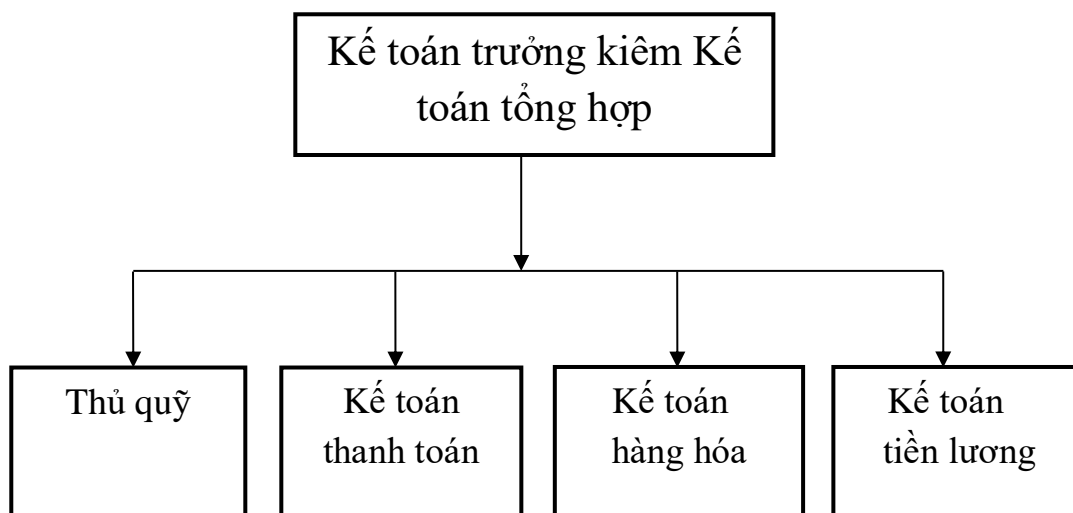 Kế toán trưởng kiêm Kế
toán tổng hợp
Thủ quỹ
Kế toán
thanh toán
Kế toán
hàng hóa
Kế toán
tiền lương